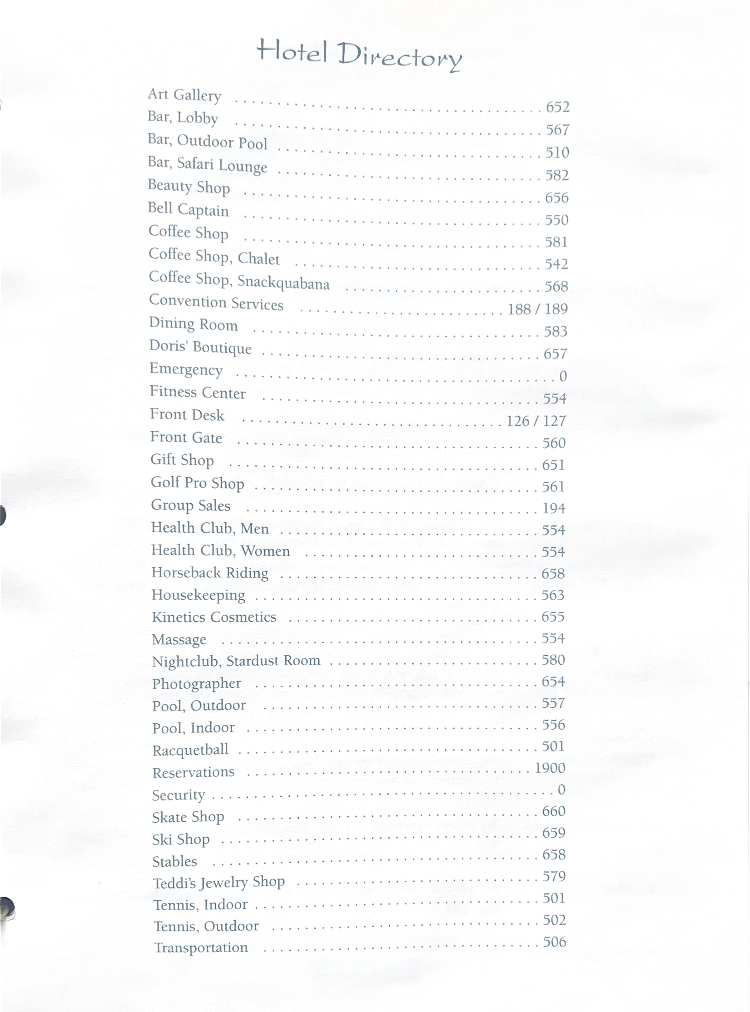 Hotel Directory
Art Gallery ........................................ 652
Bar, Lobby ........................................ 567
Bar, Outdoor Pool ........................................ 510
Bar, Safari Lounge ........................................ 582
Beauty Shop ........................................ 656
Bell Captain ........................................ 550
Coffee Shop ........................................ 581
Coffee Shop, Chalet ........................................ 542
Coffee Shop, Snackquabana ........................................ 568
Convention Services ........................................ 188 / 189
Dining Room ........................................ 583
Doris' Boutique ........................................ 657
Emergency ........................................ 0
Fitness Center ........................................ 554
Front Desk ........................................ 126 / 127
Front Gate ........................................ 560
Gift Shop ........................................ 651
Golf Pro Shop ........................................ 561
Group Sales ........................................ 194
Health Club, Men ........................................ 554
Health Club, Women ........................................ 554
Horseback Riding ........................................ 658
Housekeeping ........................................ 563
Kinetics Cosmetics ........................................ 655
Massage ........................................ 554
Nightclub, Stardust Room ........................................ 580
Photographer ........................................ 654
Pool, Outdoor ........................................ 557
Pool, Indoor ........................................ 556
Racquetball ........................................ 501
Reservations ........................................ 1900
Security ........................................ 0
Skate Shop ........................................ 660
Ski Shop ........................................ 659
Stables ........................................ 658
Teddi's Jewelry Shop ........................................ 579
Tennis, Indoor ........................................ 501
Tennis, Outdoor ........................................ 502
Transportation ........................................ 506